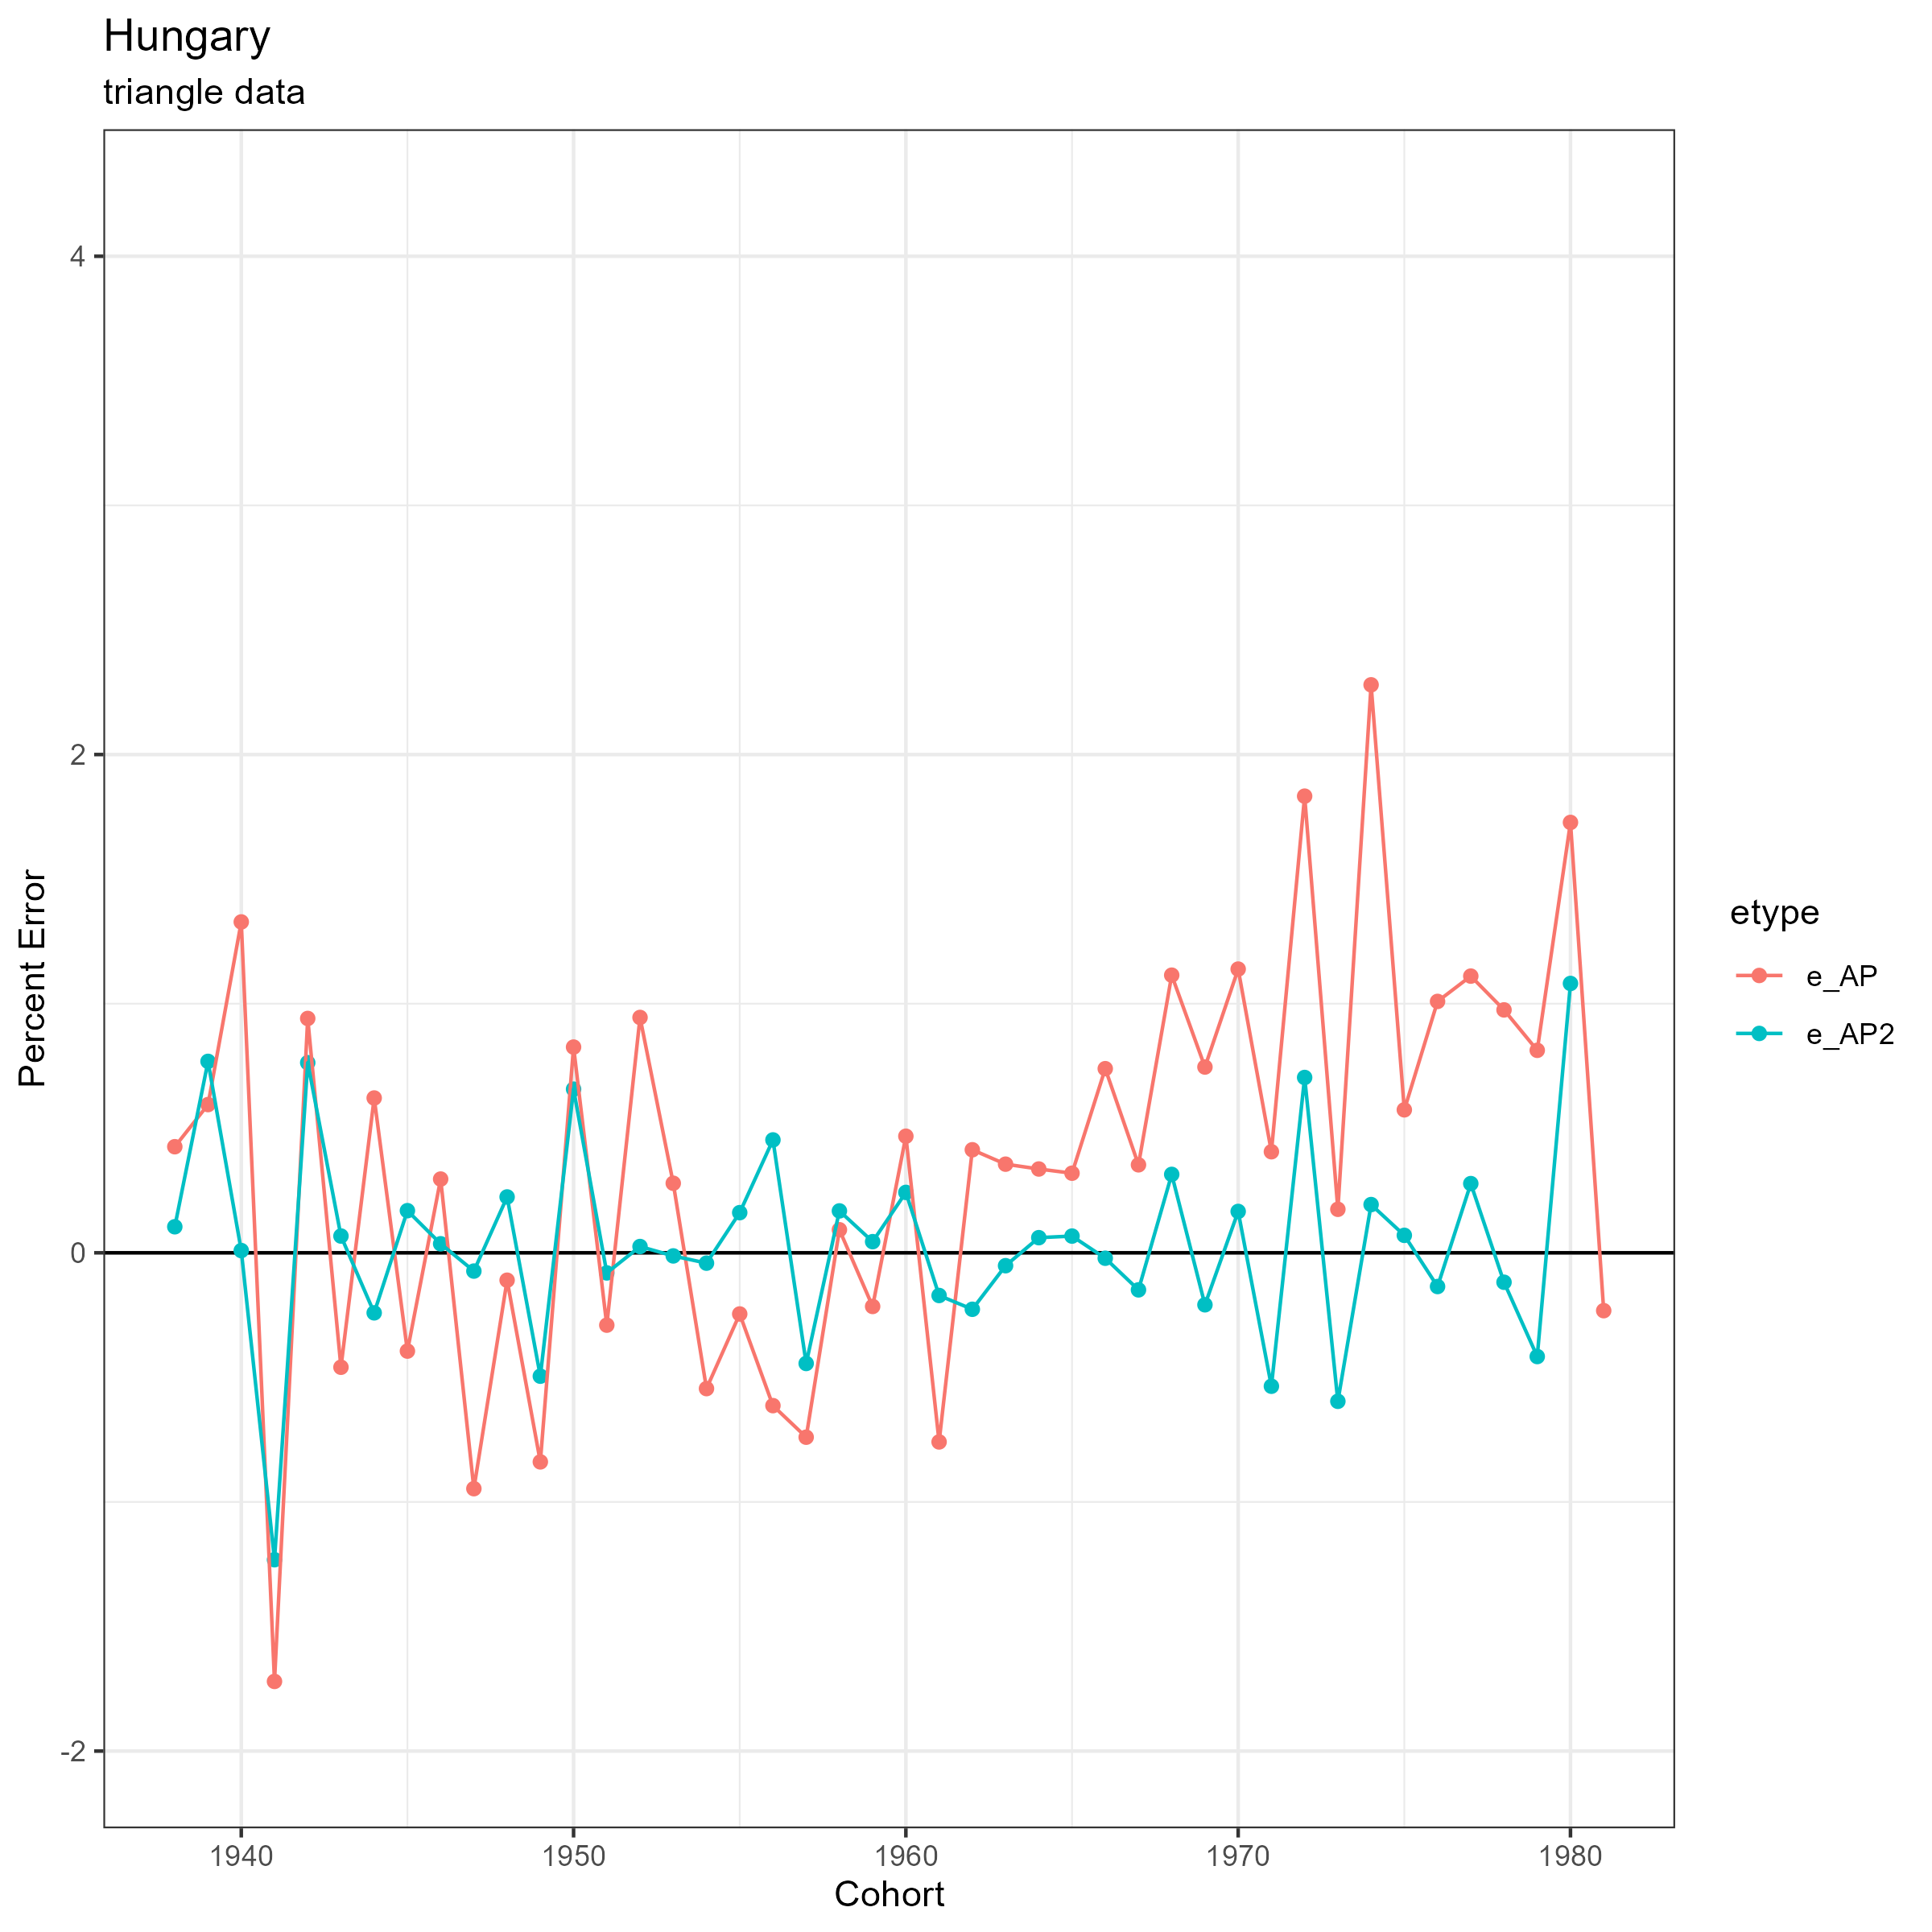 Hungary
triangle data
4
2
0
-2
Percent Error
1940
1950
1960
1970
1980
Cohort
etype
e_AP
e_AP2